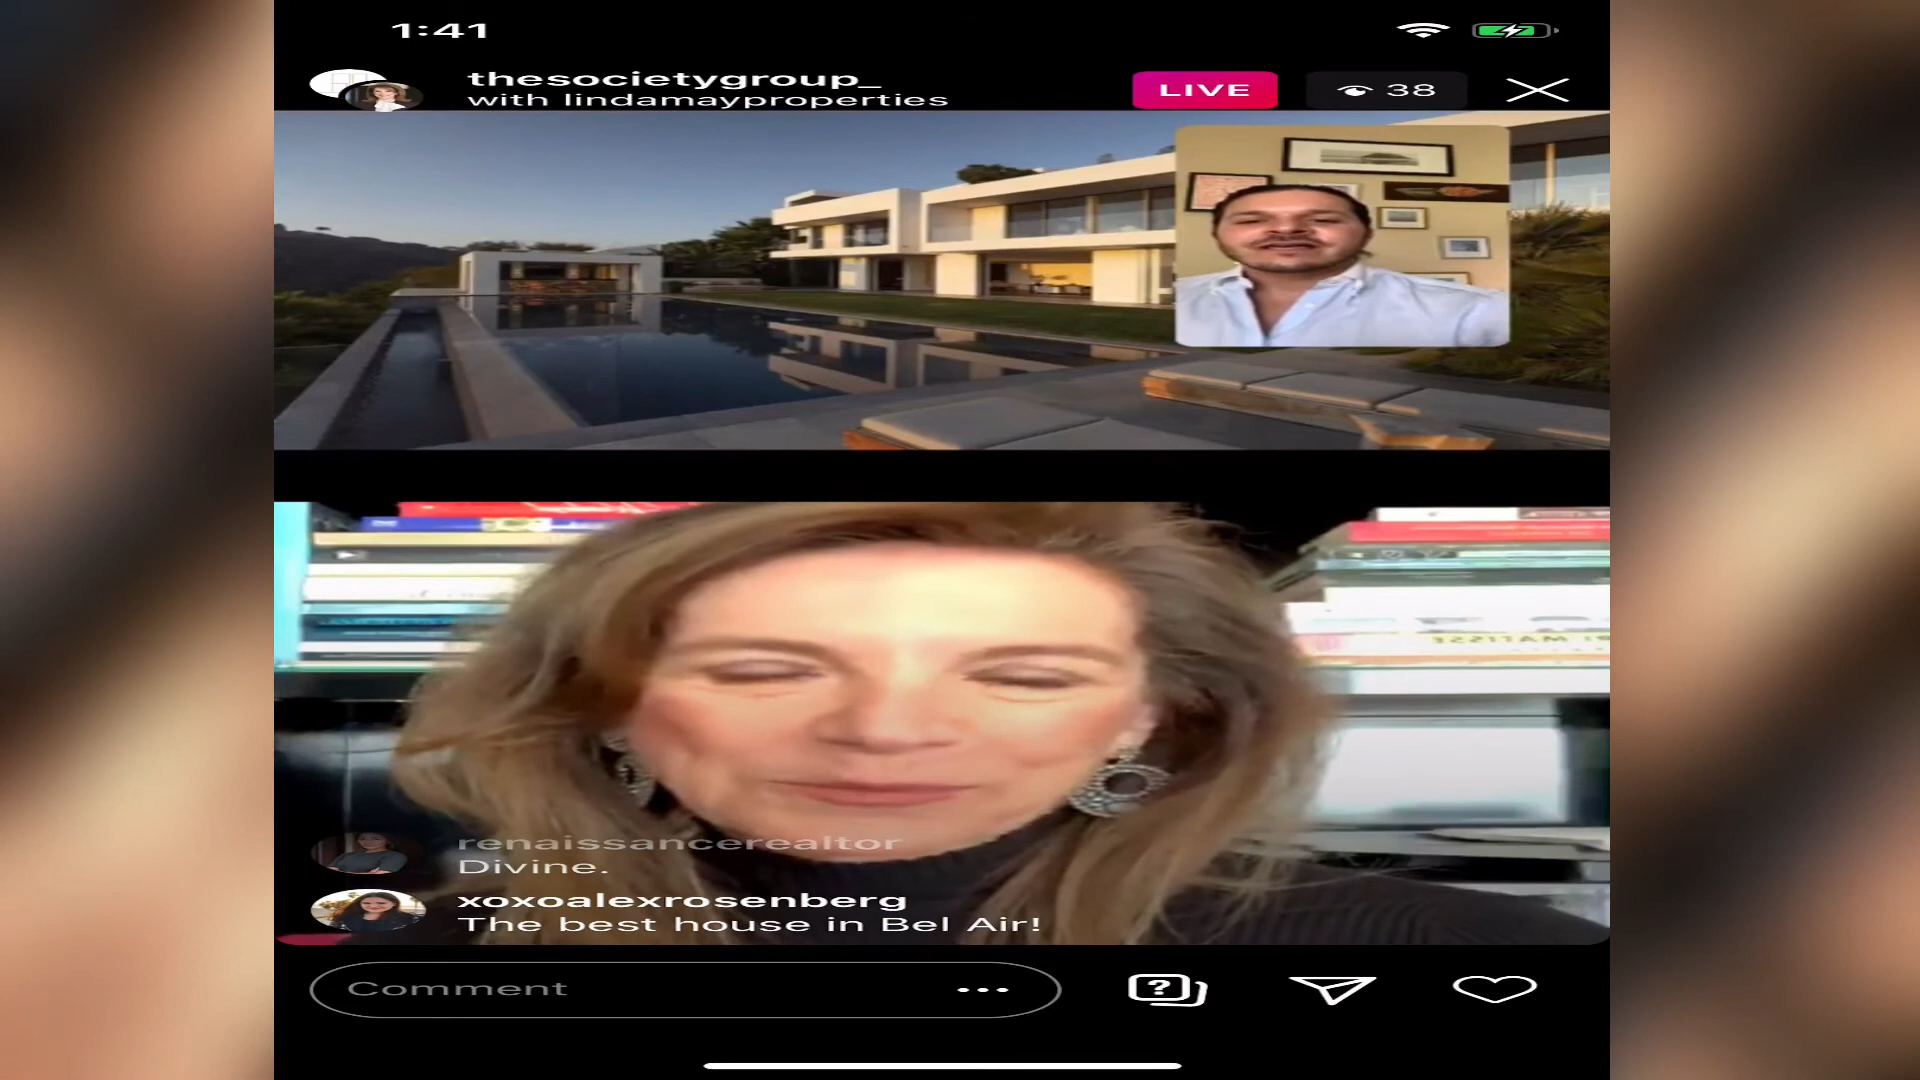 1:41
thesocietygroup_
with lindamayproperties
LIVE
38
renaissancerealtor
Divine.
xoxoalexrosenberg
The best house in Bel Air!
Comment